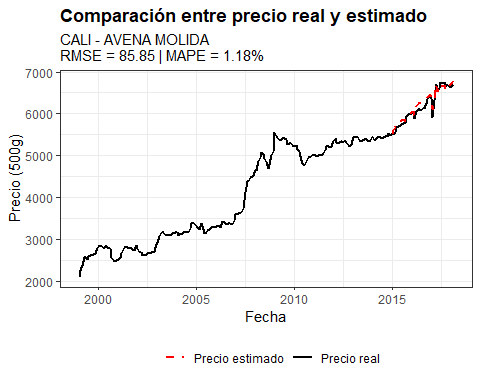 Comparación entre precio real y estimado
CALI - AVENA MOLIDA
RMSE = 85.85 | MAPE = 1.18%
Precio (500g)
7000
6000
5000
4000
3000
2000
2000
2005
2010
2015
Fecha
Precio estimado
Precio real